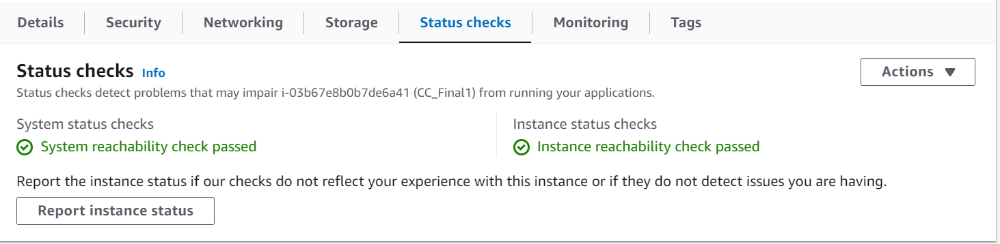 Details Security Networking Storage Status checks Monitoring Tags
Status checks Info
Actions
Status checks detect problems that may impair i-03b67e8b0b7de6a41 (CC_Final1) from running your applications.
System status checks
System reachability check passed
Instance status checks
Instance reachability check passed
Report the instance status if our checks do not reflect your experience with this instance or if they do not detect issues you are having.
Report instance status